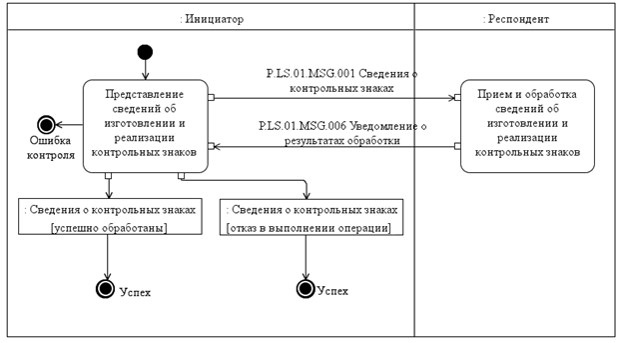 : Инициатор
: Респондент
P.LS.01.MSG.001 Сведения о
контрольных знаках
Представление
сведений об
изготовлении и
реализации
контрольных знаков
Прием и обработка
сведений об
изготовлении и
реализации
контрольных знаков
P.LS.01.MSG.006 Уведомление о
результатах обработки
Ошибка
контроля
: Сведения о контрольных знаках
[успешно обработаны]
: Сведения о контрольных знаках
[отказ в выполнении операции]
Успех
Успех